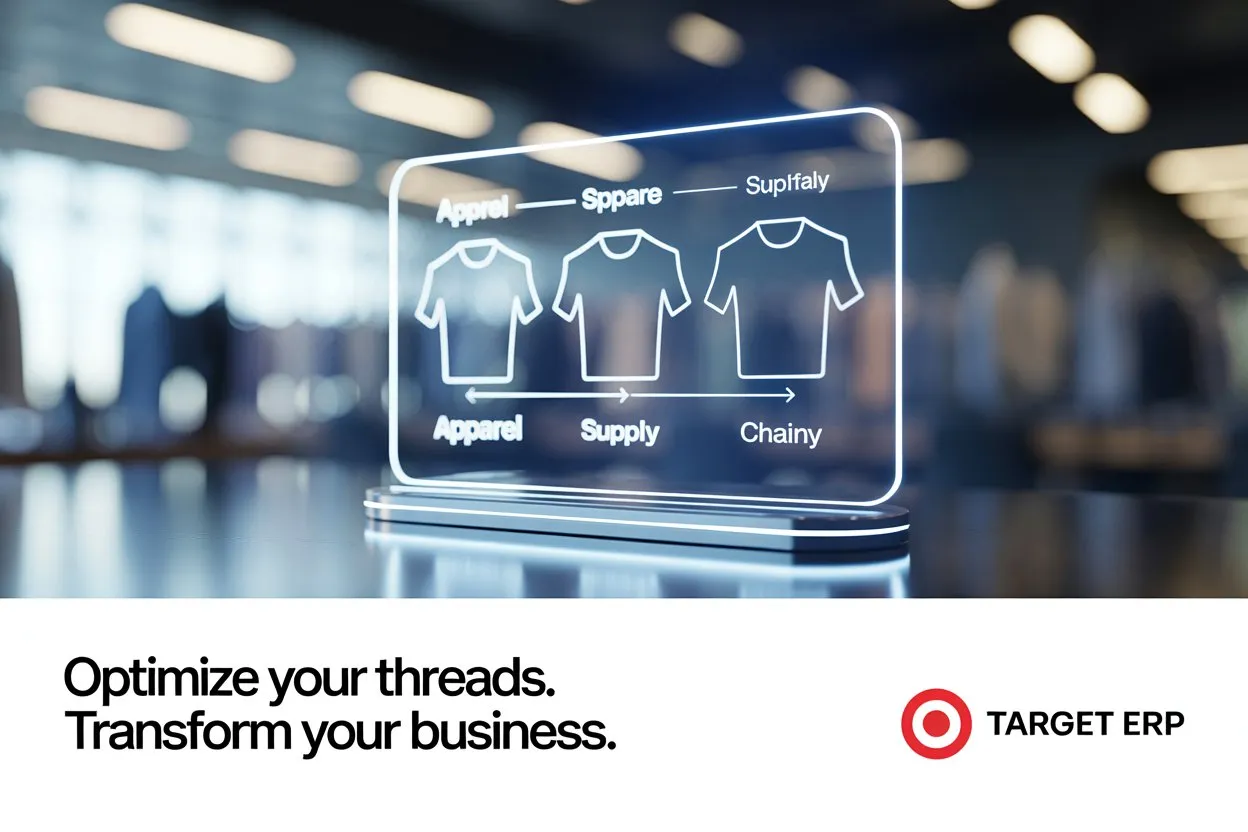 Apprel Sppare Suplfaly
Apparel Supply Chainy
Optimize your threads.
Transform your business.
TARGET ERP